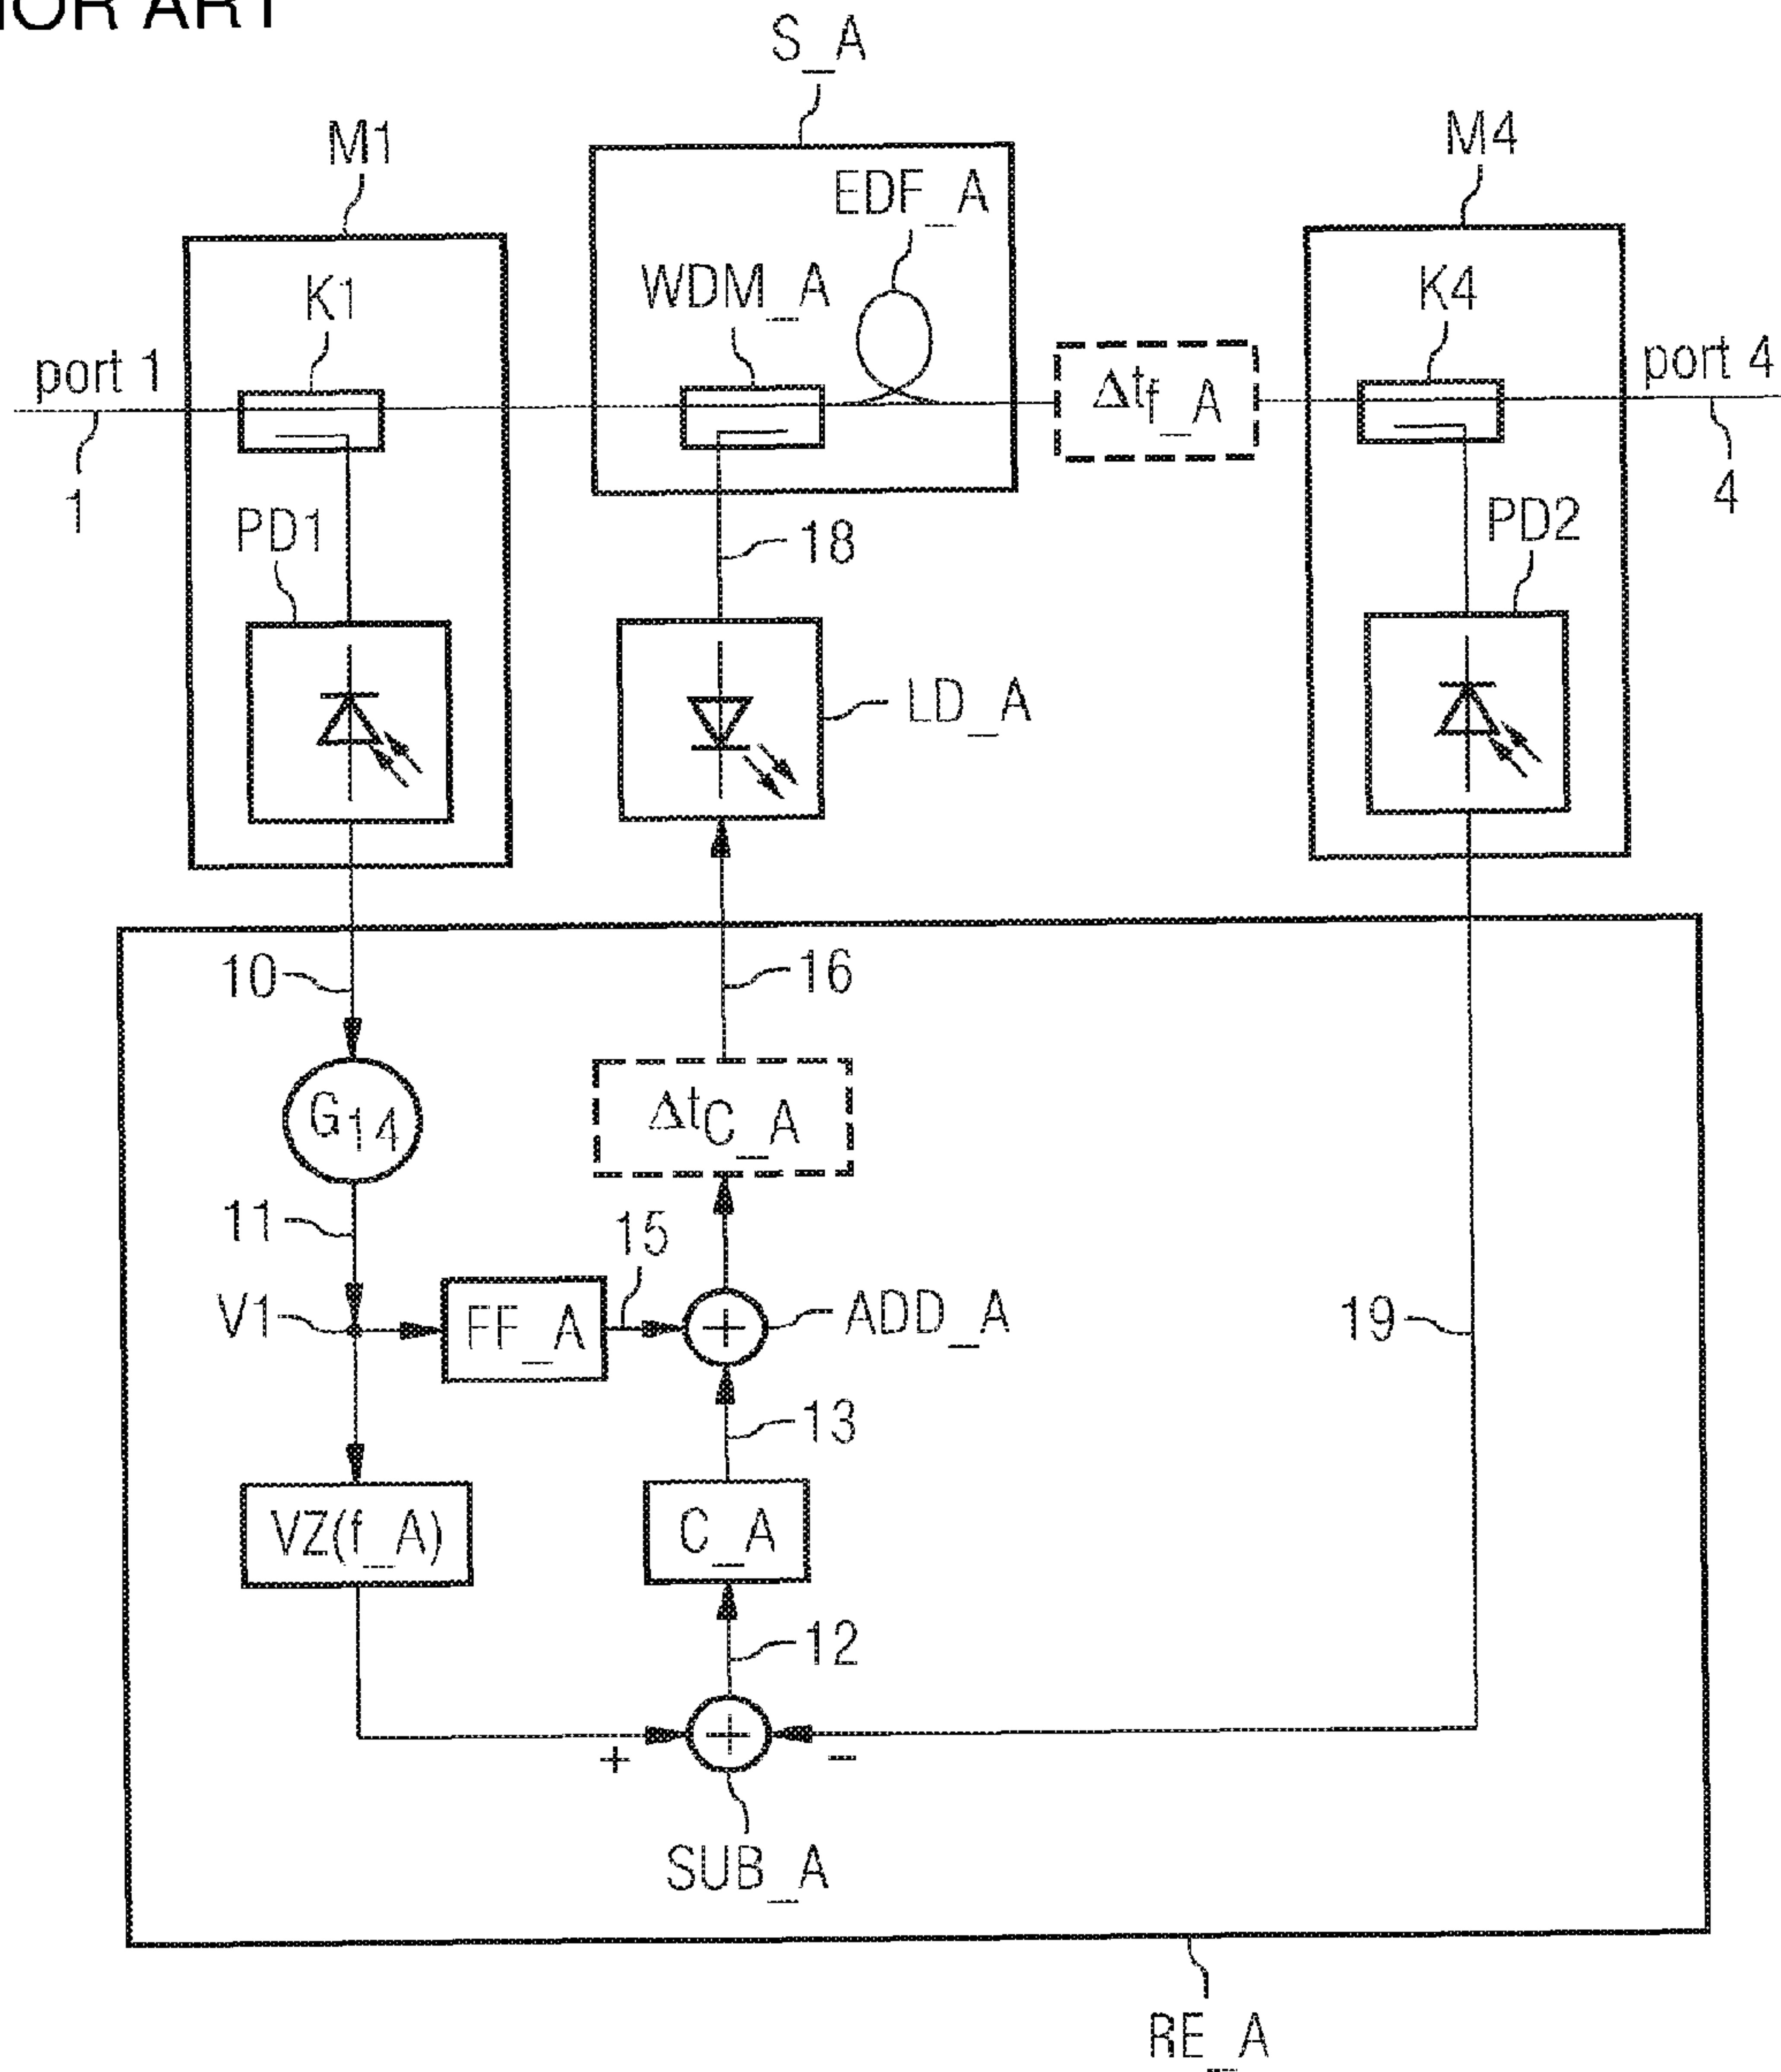 IOR ART
S_A
M1
M4
EDF_A
K1
WDM_A
K4
port 1
Δtf_A
port 4
1
4
PD1
18
PD2
LD_A
10
16
G14
ΔtC_A
11
15
V1
FF_A
+
ADD_A
19
13
VZ(f_A)
C_A
12
+
+
-
SUB_A
RE_A